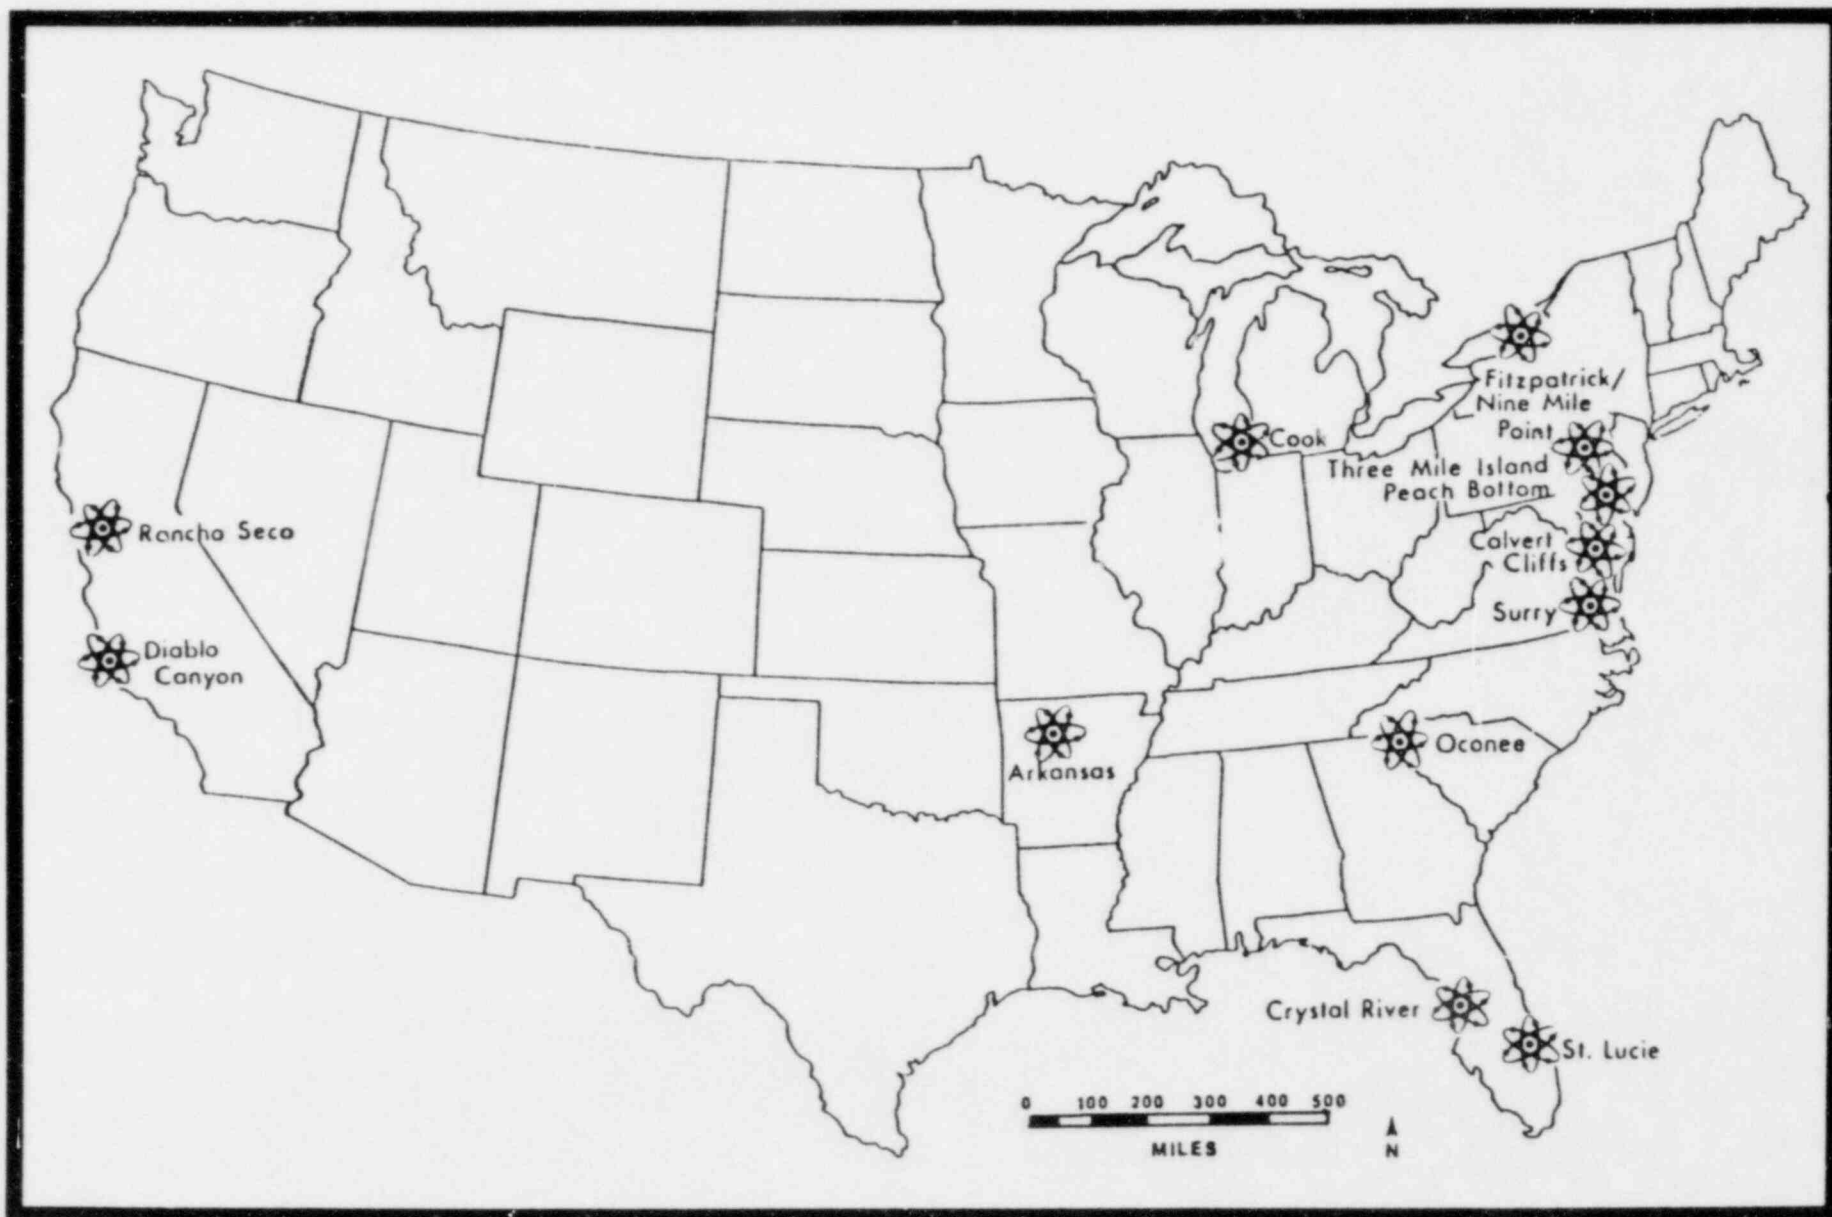 Fitzpatrick/
Nine Mile
Point
Cook
Three Mile Island
Peach Bottom
Rancho Seco
Calvert
Cliffs
Surry
Diablo
Canyon
Oconee
Arkansas
Crystal River
St. Lucie
0 100 200 300 400 500
MILES
N